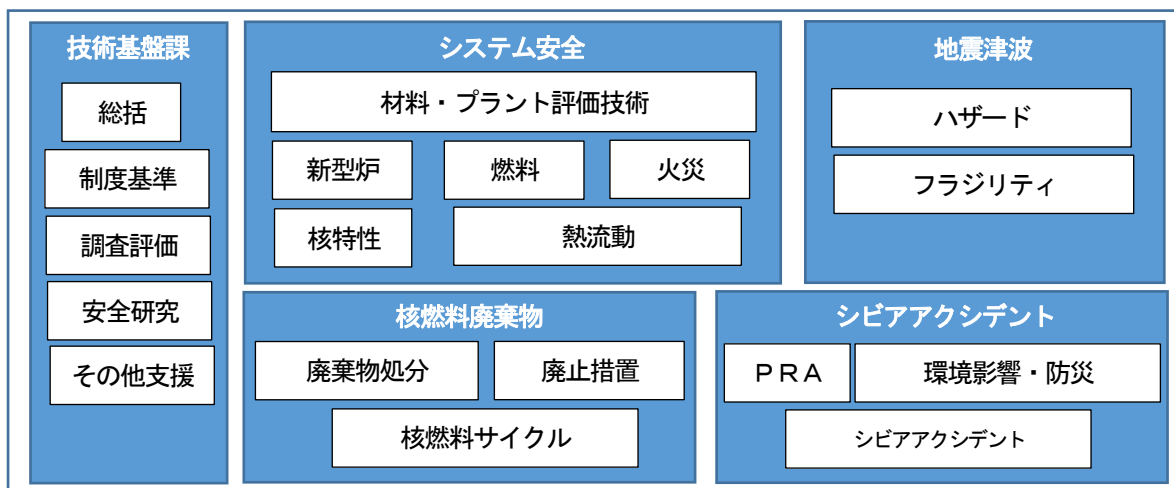 技術基盤課
総括
制度基準
調査評価
安全研究
その他支援
システム安全
材料・プラント評価技術
新型炉
燃料
火災
核特性
熱流動
地震津波
ハザード
フラジリティ
核燃料廃棄物
廃棄物処分
廃止措置
核燃料サイクル
シビアアクシデント
ＰＲＡ
環境影響・防災
シビアアクシデント